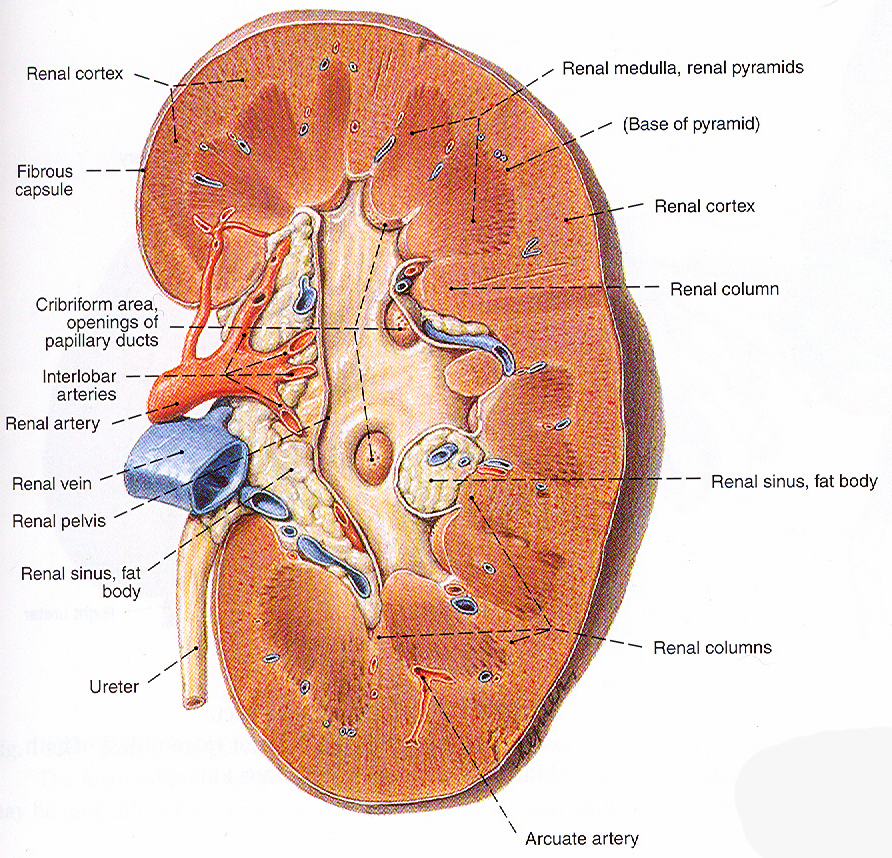 Renal cortex
Fibrous
capsule
Cribriform area,
openings of
papillary ducts
Interlobar
arteries
Renal artery
Renal vein
Renal pelvis
Renal sinus, fat
body
Ureter
Renal medulla, renal pyramids
(Base of pyramid)
Renal cortex
Renal column
Renal sinus, fat body
Renal columns
Arcuate artery